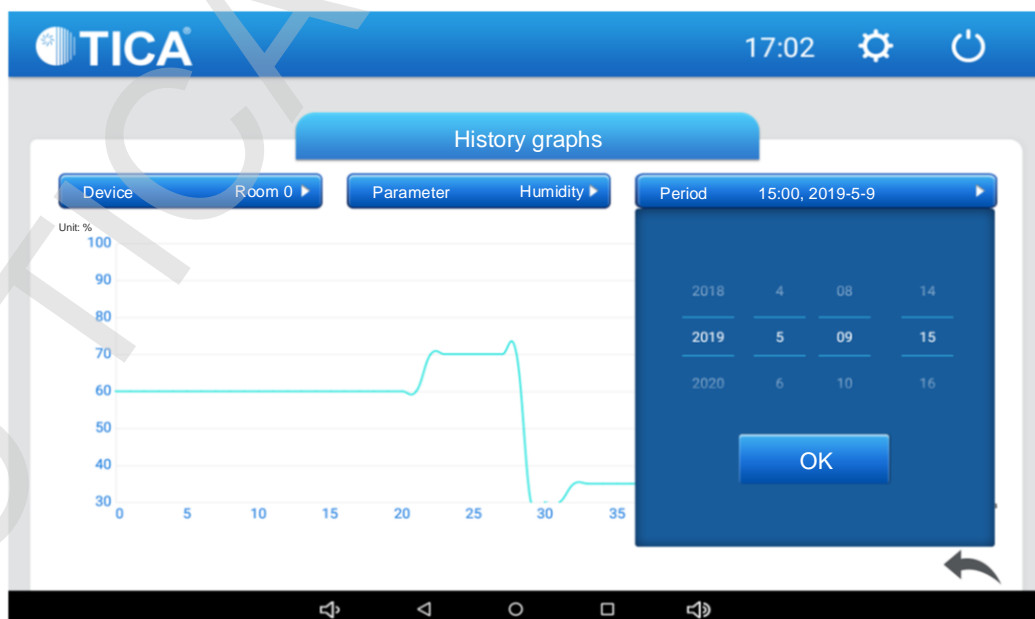 TICA
17:02
History graphs
Device Room 0
Parameter Humidity
Period 15:00, 2019-5-9
Unit: %
100
90
80
70
60
50
40
30
0 5 10 15 20 25 30 35
2018 4 08 14
2019 5 09 15
2020 6 10 16
OK
TICA